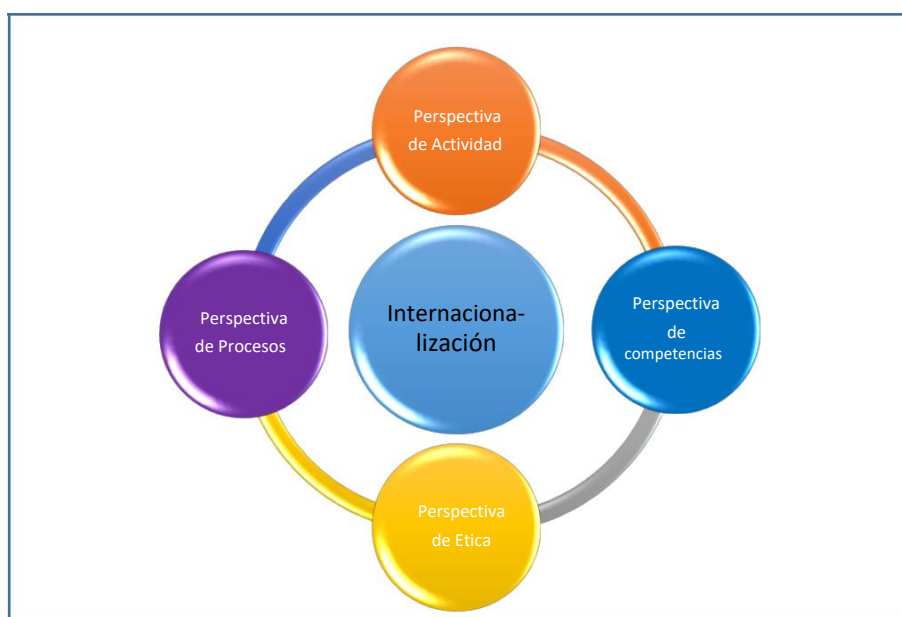 Perspectiva
de Actividad
Perspectiva
de Procesos
Internaciona-
lización
Perspectiva
de
competencias
Perspectiva
de Etica